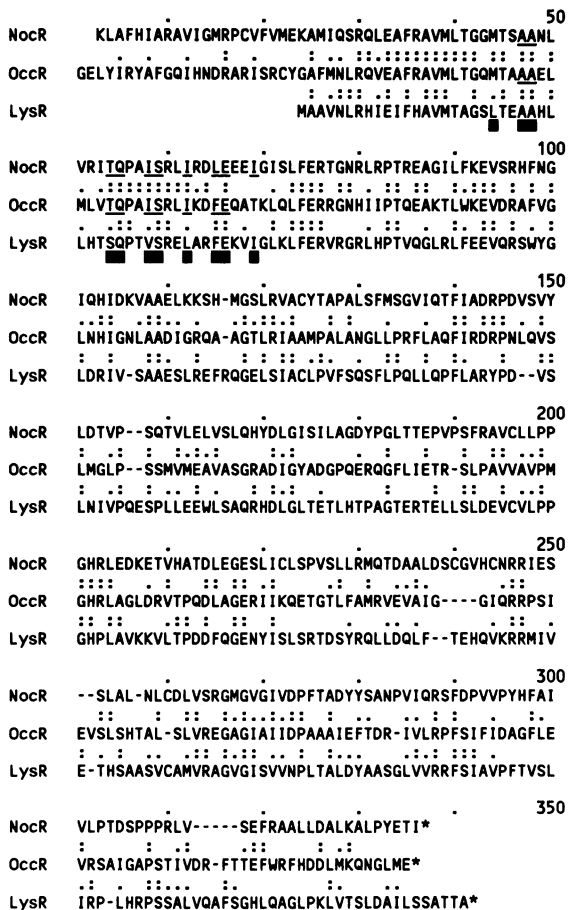 50
NocR KLAFHIARAVIGMRPCVFVMEKAMIQSRQLEAFRAVMLTGGMTSAANL
OccR GELYIRYAFGQIHNDRARISRCYGAFMNLRQVEAFRAVMLTGQMTAAAEL
LysR MAAVNLRHIEIFHAVMTAGSLTEAAHL
100
NocR VRITQPAISRLIRDLEEEIGISLFERTGNRLRPTREAGILFKEVSRHFNG
OccR MLVTQPAISRLIKDFEQATKLQLFERRGNHIIPTQEAKTLWKEVDRAFVG
LysR LHTSQPTVSRELARFEKVIGLKLFERVRGRLHPTVQGLRLFEEVQRSWYG
150
NocR IQHIDKVAAELKKSH-MGSLRVACYTAPALSFMSGVIQTFIADRPDVSVY
OccR LNHIGNLAADIGRQA-AGTLRIAAMPALANGLLPRFLAQFIRDRPNLQVS
LysR LDRIV-SAAESLREFRQGELSIACLPVFSQSFLPQLLQPFLARYPD--VS
200
NocR LDTVP--SQTVLELVSLQHYDLGISILAGDYPGLTTEPVPSFRAVCLLPP
OccR LMGLP--SSMVMEAVASGRADIGYADGPQERQGFLIETR-SLPAVVAVPM
LysR LNIVPQESPLLEEWLSAQRHDLGLTETLHTPAGTERTELLSLDEVCVLPP
250
NocR GHRLEDKETVHATDLEGESLICLSPVSLLRMQTDAALDSCGVHCNRRIES
OccR GHRLAGLDRVTPQDLAGERIIKQETGTLFAMRVEVAIG----GIQRRPSI
LysR GHPLAVKKVLTPDDFQGENYISLSRTDSYRQLLDQLF--TEHQVKRRMIV
300
NocR --SLAL-NLCDLVSRGMGVGIVDPFTADYYSANPVIQRSFDPVVPYHFAI
OccR EVSLSHTAL-SLVREGAGIAIIDPAAAIEFTDR-IVLRPFSIFIDAGFLE
LysR E-THSAASVCAMVRAGVGISVVNPLTALDYAASGLVVRRFSIAVPFTVSL
350
NocR VLPTDSPPPRLV-----SEFRAALLDALKALPYETI*
OccR VRSAIGAPSTIVDR-FTTEFWRFHDDLMKQNGLME*
LysR IRP-LHRPSSALVQAFSGHLQAGLPKLVTSLDAILSSATTA*